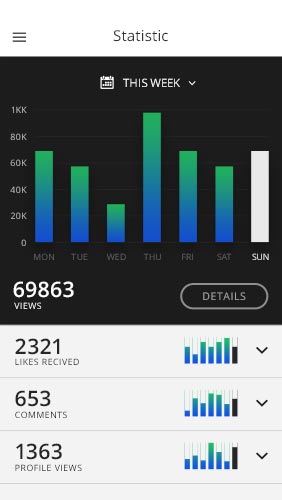 Statistic
THIS WEEK
1KK
80K
60K
40K
20K
0
MON TUE WED THU FRI SAT SUN
69863
VIEWS
DETAILS
2321
LIKES RECIVED
653
COMMENTS
1363
PROFILE VIEWS